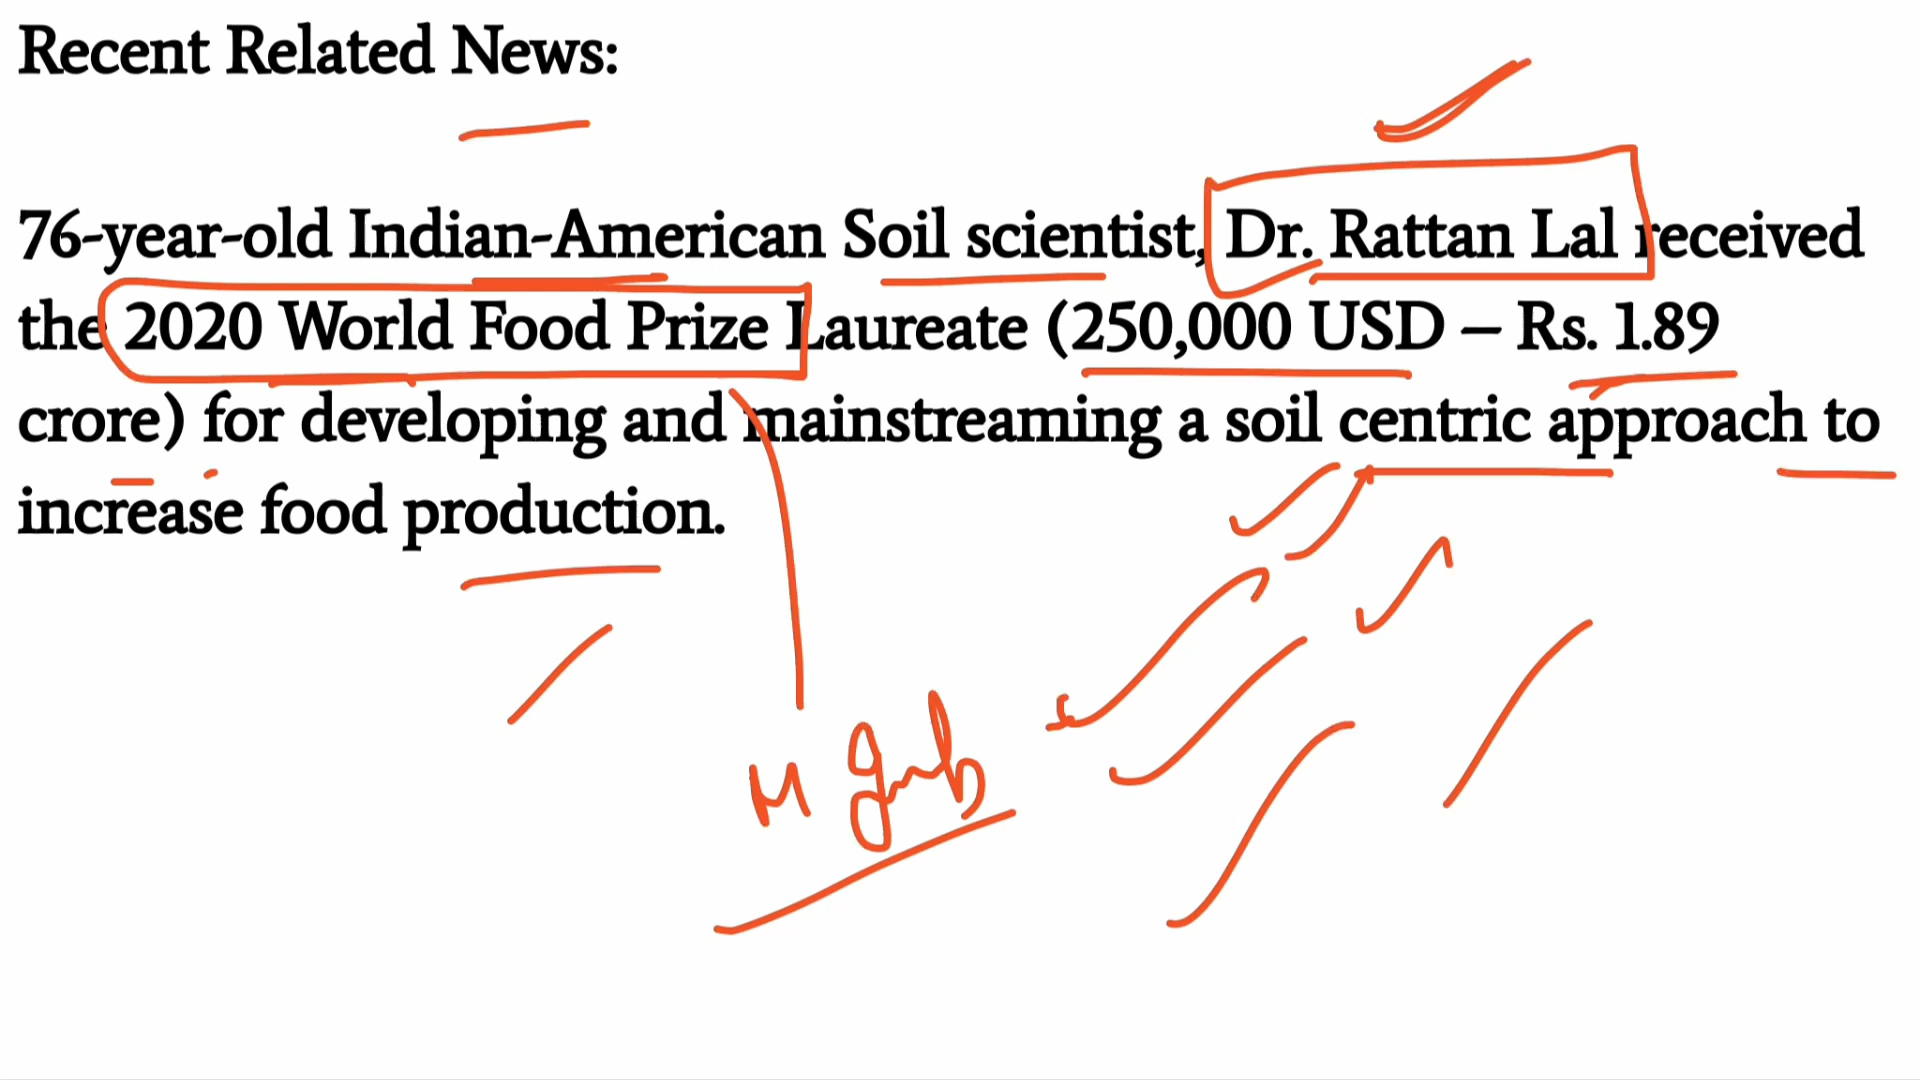 Recent Related News:
76-year-old Indian-American Soil scientist, Dr. Rattan Lal received
the 2020 World Food Prize Laureate (250,000 USD – Rs. 1.89
crore) for developing and mainstreaming a soil centric approach to
increase food production.